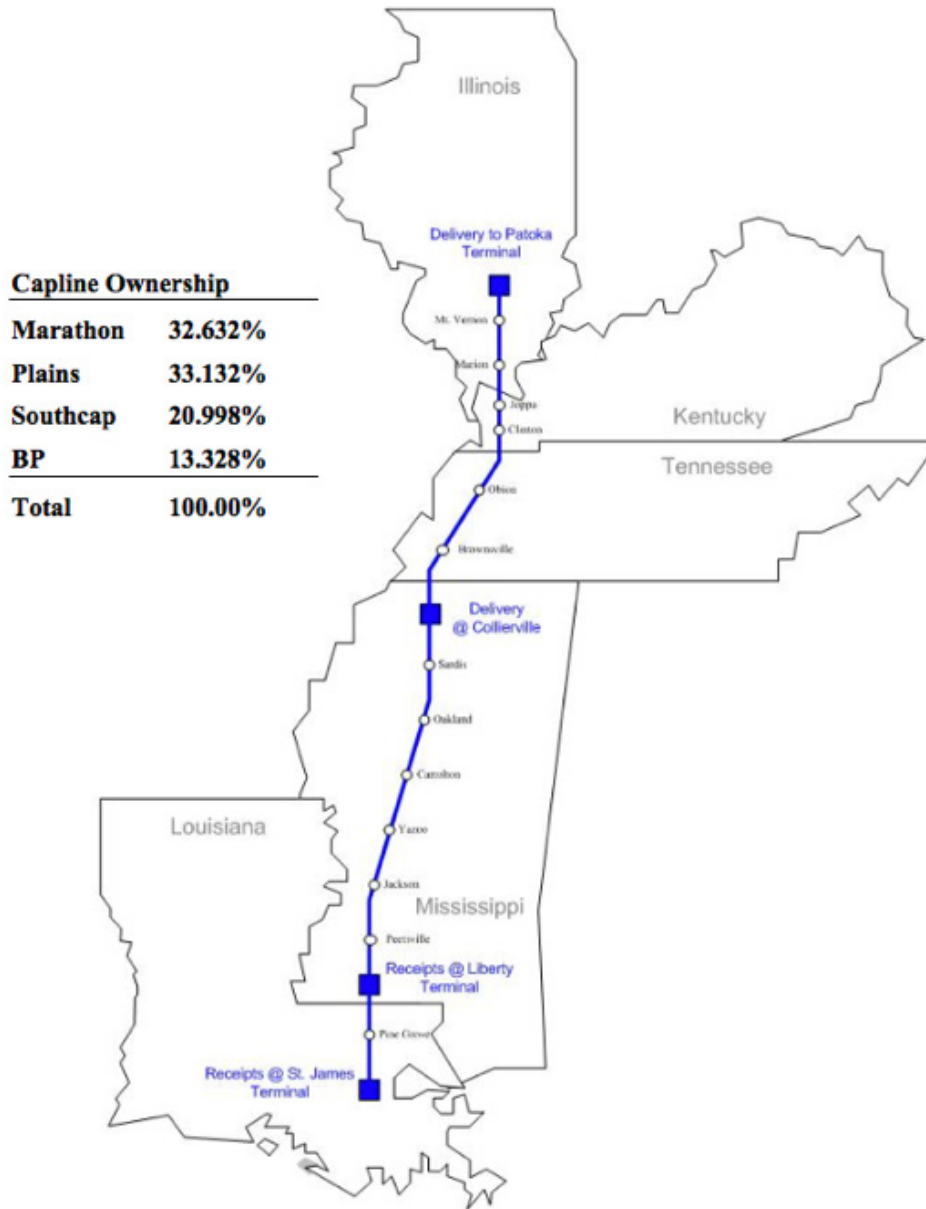 Illinois
Delivery to Patoka
Terminal
Capline Ownership
Marathon 32.632%
Plains 33.132%
Southcap 20.998%
BP 13.328%
Total 100.00%
Mt. Vernon
Marion
Joppa
Clinton
Kentucky
Tennessee
Obion
Brownsville
Delivery
@ Collierville
Sardis
Oakland
Carrolton
Louisiana
Yazoo
Jackson
Mississippi
Receipts @ Liberty
Terminal
Pine Grove
Receipts @ St. James
Terminal